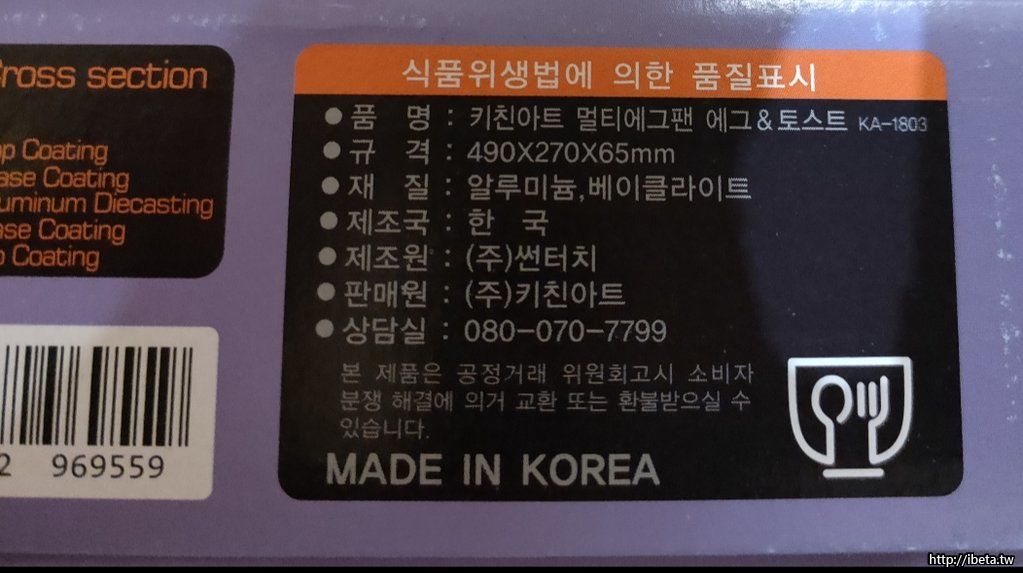 ross section
p Coating
ase Coating
uminum Diecasting
ase Coating
Coating
2 969559
식품위생법에 의한 품질표시
● 품 명 : 키친아트 멀티에그팬 에그&토스트 KA-1803
● 규 격 : 490X270X65mm
● 재 질 : 알루미늄,베이클라이트
● 제조국 : 한 국
● 제조원 : (주)썬터치
● 판매원 : (주)키친아트
● 상담실 : 080-070-7799
본 제품은 공정거래 위원회고시 소비자
분쟁 해결에 의거 교환 또는 환불받으실 수
있습니다.
MADE IN KOREA
http://ibeta.tw